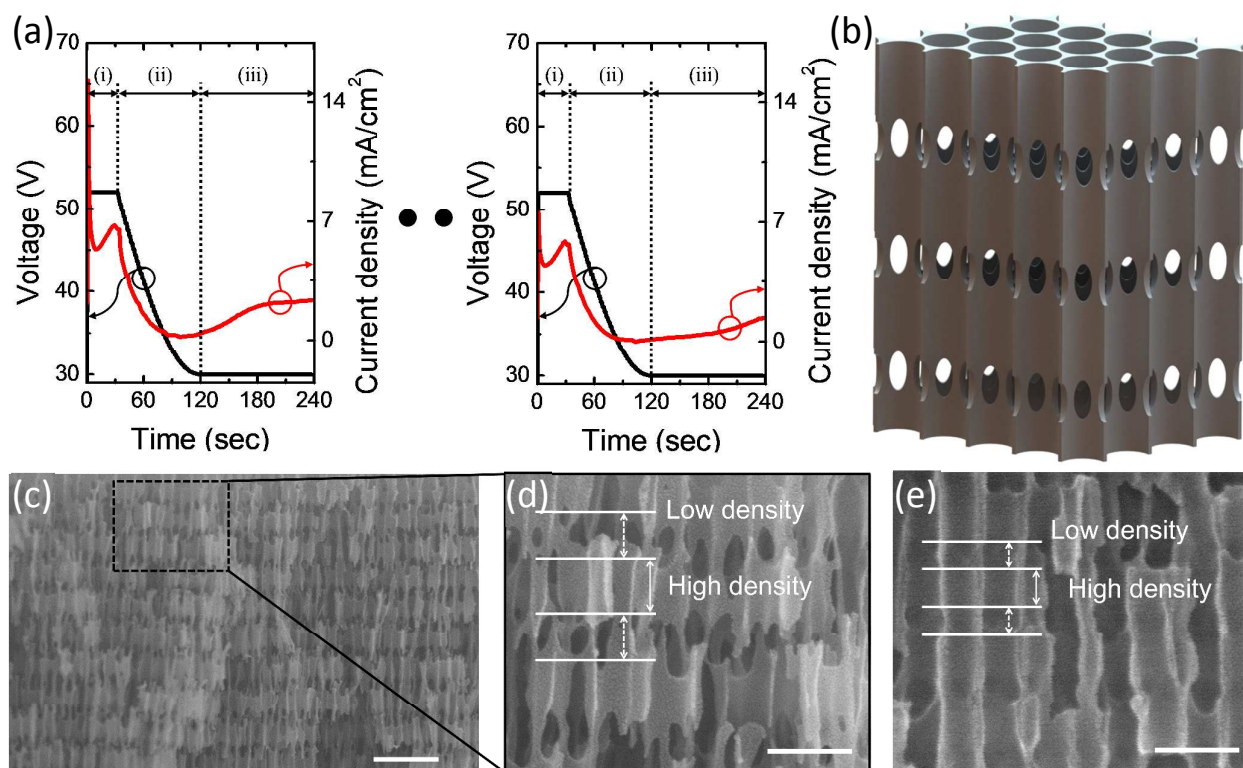 (a)
70
60
50
40
30
Voltage (V)
(i) (ii) (iii)
14
7
0
Current density (mA/cm²)
0 60 120 180 240
Time (sec)
70
60
50
40
30
Voltage (V)
(i) (ii) (iii)
14
7
0
Current density (mA/cm²)
0 60 120 180 240
Time (sec)
(b)
(c)
(d)
Low density
High density
(e)
Low density
High density